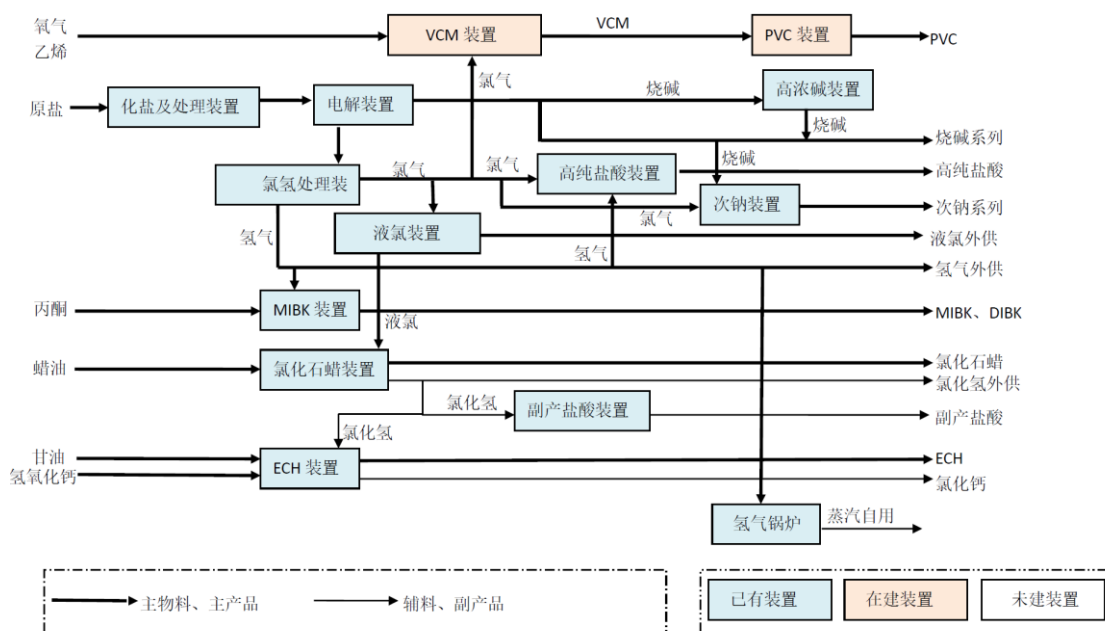 氧气
乙烯
VCM 装置
VCM
PVC 装置
PVC
氯气
原盐
化盐及处理装置
电解装置
烧碱
高浓碱装置
烧碱
烧碱系列
氯氢处理装
氯气
氯气
高纯盐酸装置
烧碱
高纯盐酸
次钠装置
次钠系列
氯气
氢气
液氯装置
液氯外供
氢气
氢气外供
丙酮
MIBK 装置
MIBK、DIBK
液氯
蜡油
氯化石蜡装置
氯化石蜡
氯化氢外供
氯化氢
副产盐酸装置
副产盐酸
氯化氢
甘油
氢氧化钙
ECH 装置
ECH
氯化钙
氢气锅炉
蒸汽自用
主物料、主产品
辅料、副产品
已有装置
在建装置
未建装置